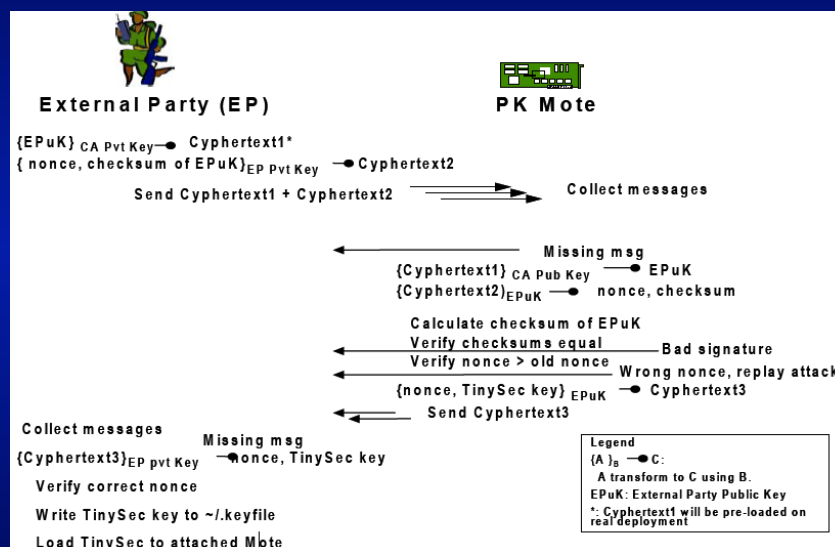 External Party (EP)
PK Mote
{EPuK} CA Pvt Key Cyphertext1*
{ nonce, checksum of EPuK} EP Pvt Key Cyphertext2
Send Cyphertext1 + Cyphertext2
Collect messages
Missing msg
{Cyphertext1} CA Pub Key EPuK
{Cyphertext2) EPuK nonce, checksum
Calculate checksum of EPuK
Verify checksums equal
Bad signature
Verify nonce > old nonce
Wrong nonce, replay attack
{nonce, TinySec key} EPuK Cyphertext3
Send Cyphertext3
Collect messages
Missing msg
{Cyphertext3} EP pvt Key nonce, TinySec key
Verify correct nonce
Write TinySec key to ~/.keyfile
Load TinySec to attached Mote
Legend
{A }B C:
A transform to C using B.
EPuK: External Party Public Key
*: Cyphertext1 will be pre-loaded on
real deployment